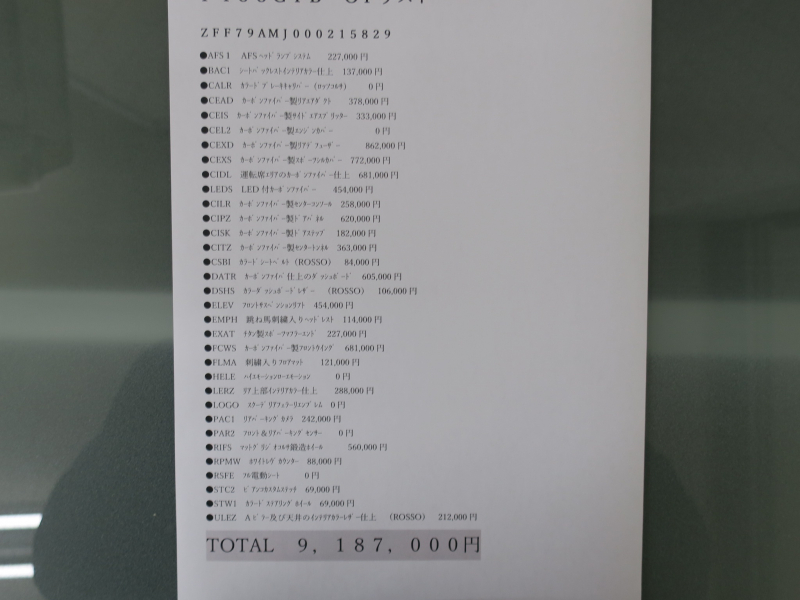 ZFF79AMJ000215829
●AFS1 AFSヘッドランプシステム 227,000円
●BAC1 シートバックレストインテリアカラー仕上 137,000円
●CALR カラードブレーキキャリパー（ロッソコルサ） 0円
●CEAD カーボンファイバー製リアエアダクト 378,000円
●CEIS カーボンファイバー製サイドエアスプリッター 333,000円
●CEL2 カーボンファイバー製エンジンカバー 0円
●CEXD カーボンファイバー製リアデフューザー 862,000円
●CEXS カーボンファイバー製スポーツシルカバー 772,000円
●CIDL 運転席エリアのカーボンファイバー仕上 681,000円
●LEDS LED付カーボンファイバー 454,000円
●CILR カーボンファイバー製センターコンソール 258,000円
●CIPZ カーボンファイバー製ドアパネル 620,000円
●CISK カーボンファイバー製ドアステップ 182,000円
●CITZ カーボンファイバー製センタートンネル 363,000円
●CSBI カラードシートベルト（ROSSO） 84,000円
●DATR カーボンファイバ仕上のダッシュボード 605,000円
●DSHS カラーダッシュボードレザー （ROSSO） 106,000円
●ELEV フロントサスペンションリフト 454,000円
●EMPH 跳ね馬刺繍入りヘッドレスト 114,000円
●EXAT チタン製スポーツマフラーエンド 227,000円
●FCWS カーボンファイバー製フロントウイング 681,000円
●FLMA 刺繍入りフロアマット 121,000円
●HELE ハイエモーションローエミッション 0円
●LERZ リア上部インテリアカラー仕上 288,000円
●LOGO スクーデリアフェラーリエンブレム 0円
●PAC1 リアパーキングカメラ 242,000円
●PAR2 フロント＆リアパーキングセンサー 0円
●RIFS マットグリジオコルサ鍛造ホイール 560,000円
●RPMW ホワイトレヴカウンター 88,000円
●RSFE フル電動シート 0円
●STC2 ビアンコカスタムステッチ 69,000円
●STW1 カラードステアリングホイール 69,000円
●ULEZ Aピラー及び天井のインテリアカラーレザー仕上 （ROSSO） 212,000円
TOTAL 9，187，000円